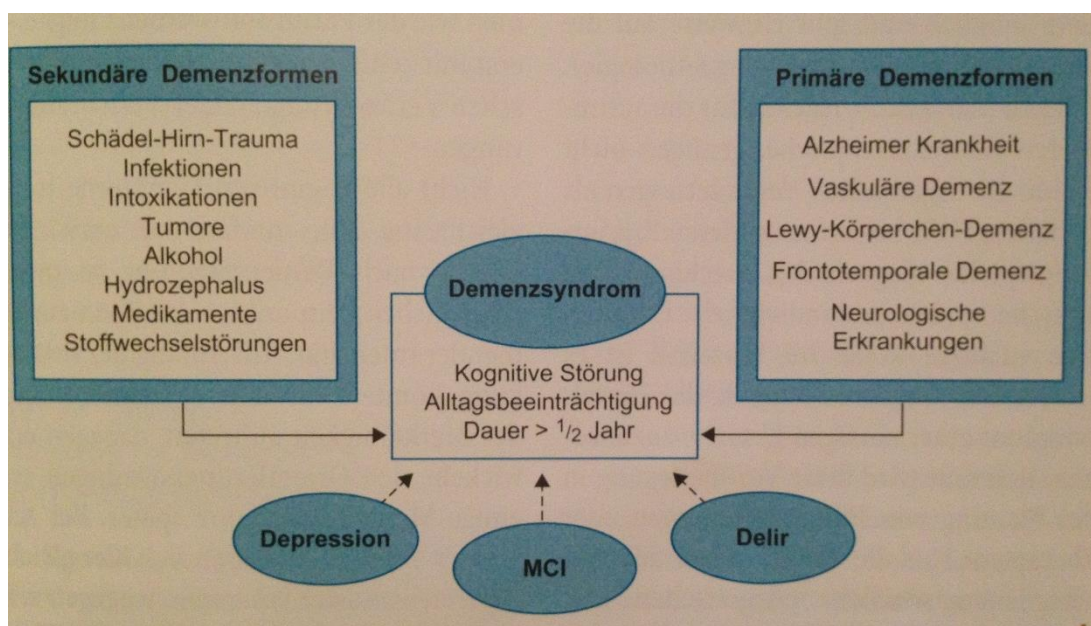 Sekundäre Demenzformen
Schädel-Hirn-Trauma
Infektionen
Intoxikationen
Tumore
Alkohol
Hydrozephalus
Medikamente
Stoffwechselstörungen
Primäre Demenzformen
Alzheimer Krankheit
Vaskuläre Demenz
Lewy-Körperchen-Demenz
Frontotemporale Demenz
Neurologische
Erkrankungen
Demenzsyndrom
Kognitive Störung
Alltagsbeeinträchtigung
Dauer > 1/2 Jahr
Depression
MCI
Delir